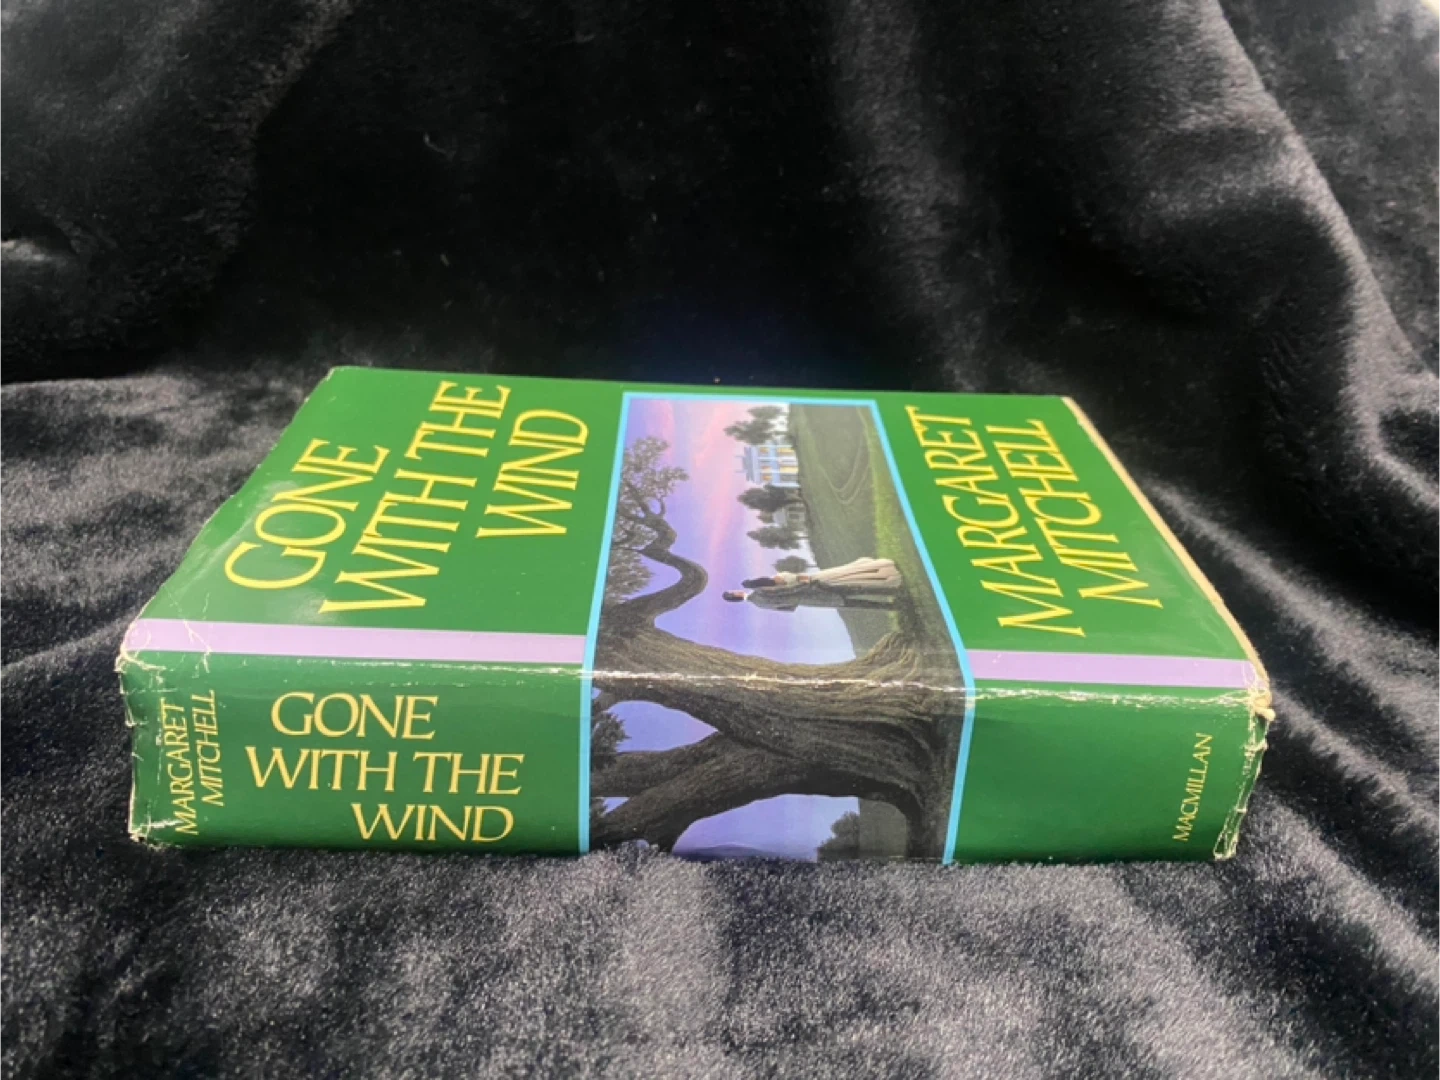 GONE
WITH THE
WIND
MARGARET
MITCHELL
MARGARET
MITCHELL
GONE
WITH THE
WIND
MACMILLAN